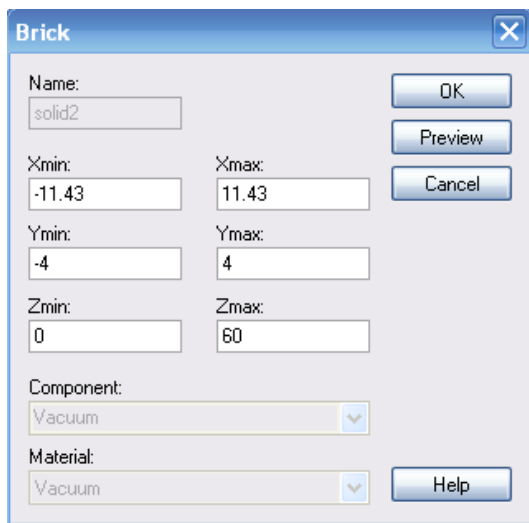 Brick
Name:
solid2
OK
Preview
Xmin:
Xmax:
Cancel
-11.43
11.43
Ymin:
Ymax:
-4
4
Zmin:
Zmax:
0
60
Component:
Vacuum
Material:
Vacuum
Help